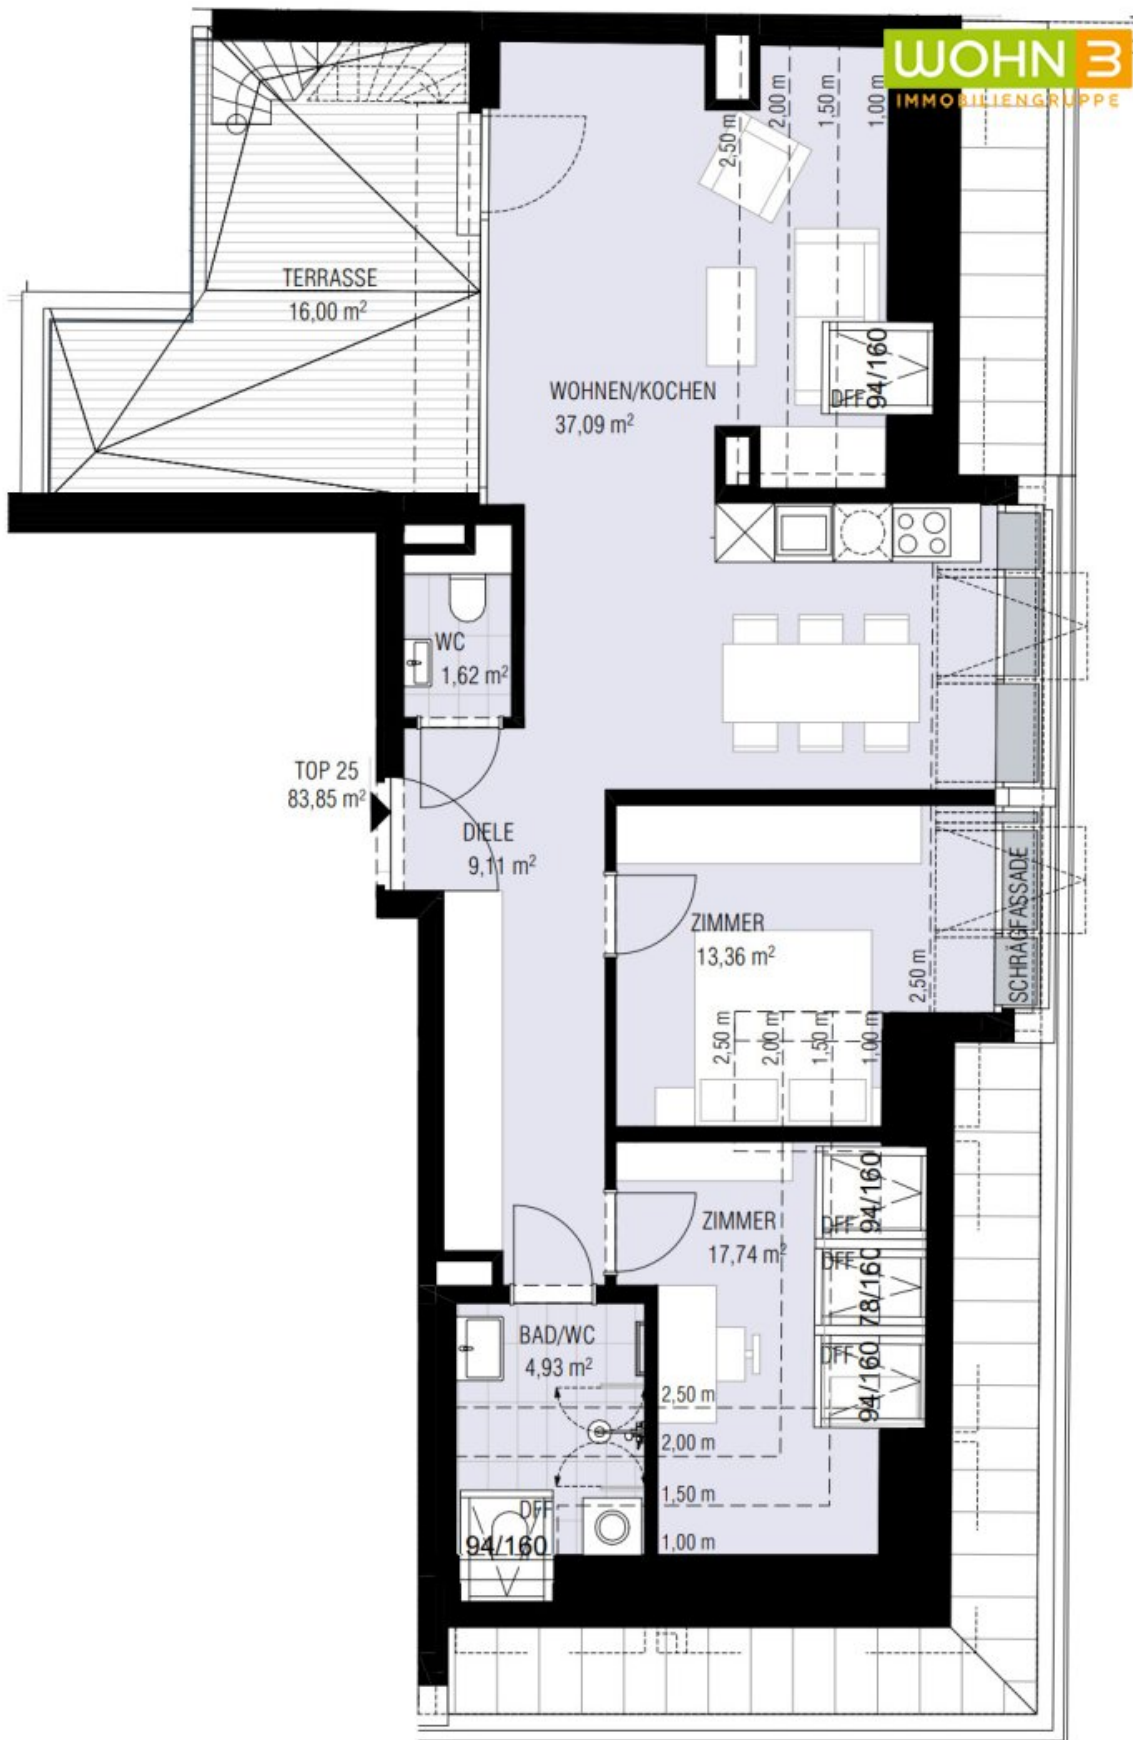 WOHN 3
IMMOBILIENGRUPPE
2,50 m
2,00 m
1,50 m
1,00 m
TERRASSE
16,00 m²
WOHNEN/KOCHEN
37,09 m²
DFF
94/160
WC
1,62 m²
TOP 25
83,85 m²
DIELE
9,11 m²
ZIMMER
13,36 m²
SCHRÄGFASSADE
2,50 m
2,50 m
2,00 m
1,50 m
1,00 m
ZIMMER
17,74 m²
DFF
94/160
DFF
78/160
DFF
94/160
BAD/WC
4,93 m²
2,50 m
2,00 m
1,50 m
1,00 m
DFF
94/160